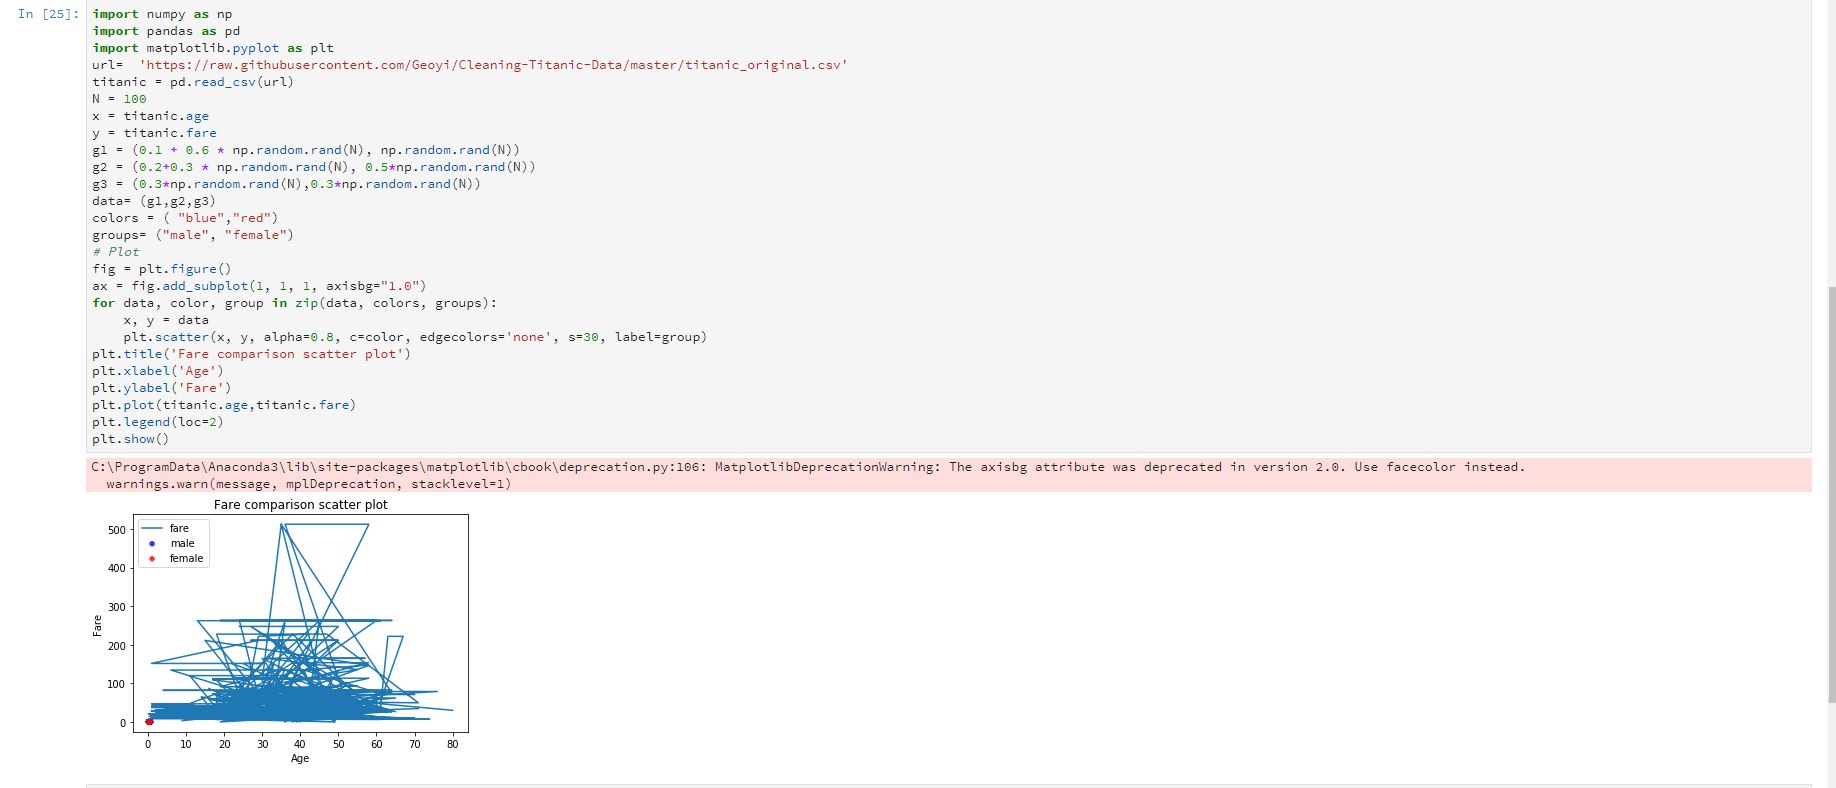 In [25]:
import numpy as np
import pandas as pd
import matplotlib.pyplot as plt
url=  'https://raw.githubusercontent.com/Geoyi/Cleaning-Titanic-Data/master/titanic_original.csv'
titanic = pd.read_csv(url)
N = 100
x = titanic.age
y = titanic.fare
g1 = (0.1 + 0.6 * np.random.rand(N), np.random.rand(N))
g2 = (0.2+0.3 * np.random.rand(N), 0.5*np.random.rand(N))
g3 = (0.3*np.random.rand(N),0.3*np.random.rand(N))
data= (g1,g2,g3)
colors = ( "blue","red")
groups= ("male", "female")
# Plot
fig = plt.figure()
ax = fig.add_subplot(1, 1, 1, axisbg="1.0")
for data, color, group in zip(data, colors, groups):
    x, y = data
    plt.scatter(x, y, alpha=0.8, c=color, edgecolors='none', s=30, label=group)
plt.title('Fare comparison scatter plot')
plt.xlabel('Age')
plt.ylabel('Fare')
plt.plot(titanic.age,titanic.fare)
plt.legend(loc=2)
plt.show()
C:\ProgramData\Anaconda3\lib\site-packages\matplotlib\cbook\deprecation.py:106: MatplotlibDeprecationWarning: The axisbg attribute was deprecated in version 2.0. Use facecolor instead.
  warnings.warn(message, mplDeprecation, stacklevel=1)
Fare comparison scatter plot
fare
male
female
500
400
300
200
100
0
Fare
0 10 20 30 40 50 60 70 80
Age